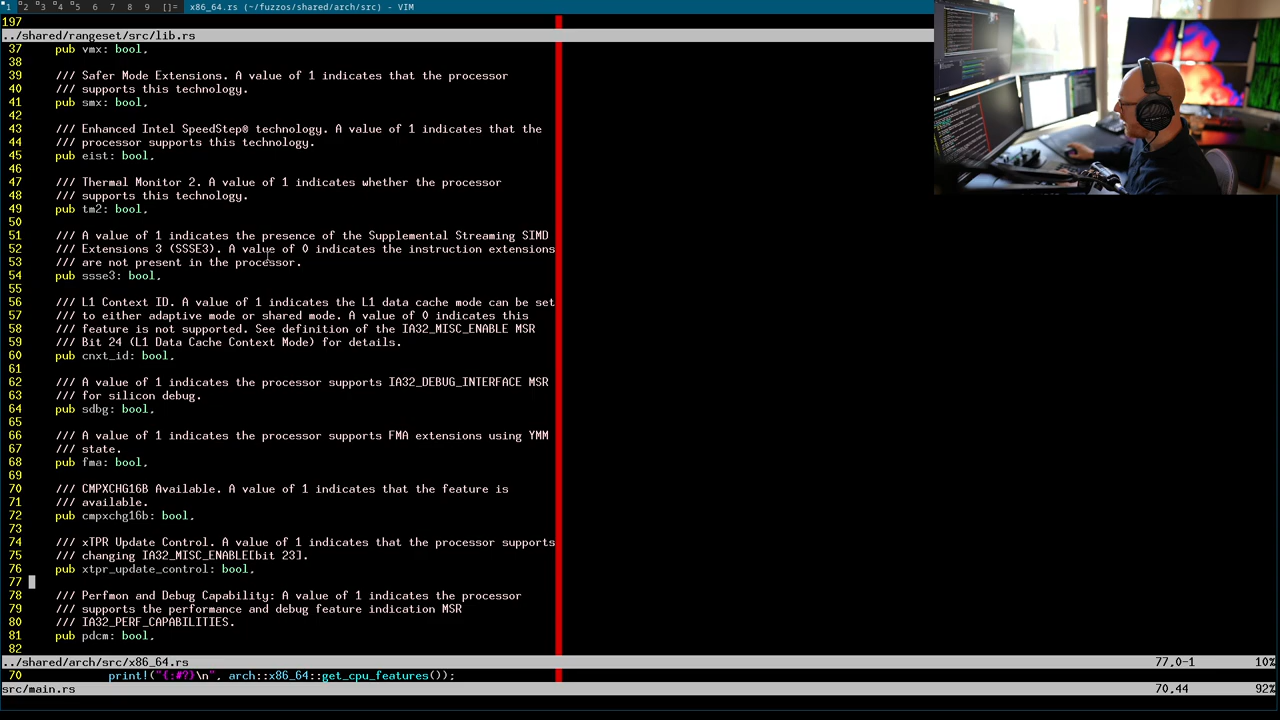 1 2 3 4 5 6 7 8 9 []= x86_64.rs (~/fuzzos/shared/arch/src) - VIM
197
../shared/rangeset/src/lib.rs
37 pub vmx: bool,
38
39 /// Safer Mode Extensions. A value of 1 indicates that the processor
40 /// supports this technology.
41 pub smx: bool,
42
43 /// Enhanced Intel SpeedStep® technology. A value of 1 indicates that the
44 /// processor supports this technology.
45 pub eist: bool,
46
47 /// Thermal Monitor 2. A value of 1 indicates whether the processor
48 /// supports this technology.
49 pub tm2: bool,
50
51 /// A value of 1 indicates the presence of the Supplemental Streaming SIMD
52 /// Extensions 3 (SSSE3). A value of 0 indicates the instruction extensions
53 /// are not present in the processor.
54 pub ssse3: bool,
55
56 /// L1 Context ID. A value of 1 indicates the L1 data cache mode can be set
57 /// to either adaptive mode or shared mode. A value of 0 indicates this
58 /// feature is not supported. See definition of the IA32_MISC_ENABLE MSR
59 /// Bit 24 (L1 Data Cache Context Mode) for details.
60 pub cnxt_id: bool,
61
62 /// A value of 1 indicates the processor supports IA32_DEBUG_INTERFACE MSR
63 /// for silicon debug.
64 pub sdbg: bool,
65
66 /// A value of 1 indicates the processor supports FMA extensions using YMM
67 /// state.
68 pub fma: bool,
69
70 /// CMPXCHG16B Available. A value of 1 indicates that the feature is
71 /// available.
72 pub cmpxchg16b: bool,
73
74 /// xTPR Update Control. A value of 1 indicates that the processor supports
75 /// changing IA32_MISC_ENABLE[bit 23].
76 pub xtpr_update_control: bool,
77
78 /// Perfmon and Debug Capability: A value of 1 indicates the processor
79 /// supports the performance and debug feature indication MSR
80 /// IA32_PERF_CAPABILITIES.
81 pub pdcm: bool,
82
../shared/arch/src/x86_64.rs 77,0-1 10%
70 print!("{:#?}\n", arch::x86_64::get_cpu_features());
src/main.rs 70,44 92%